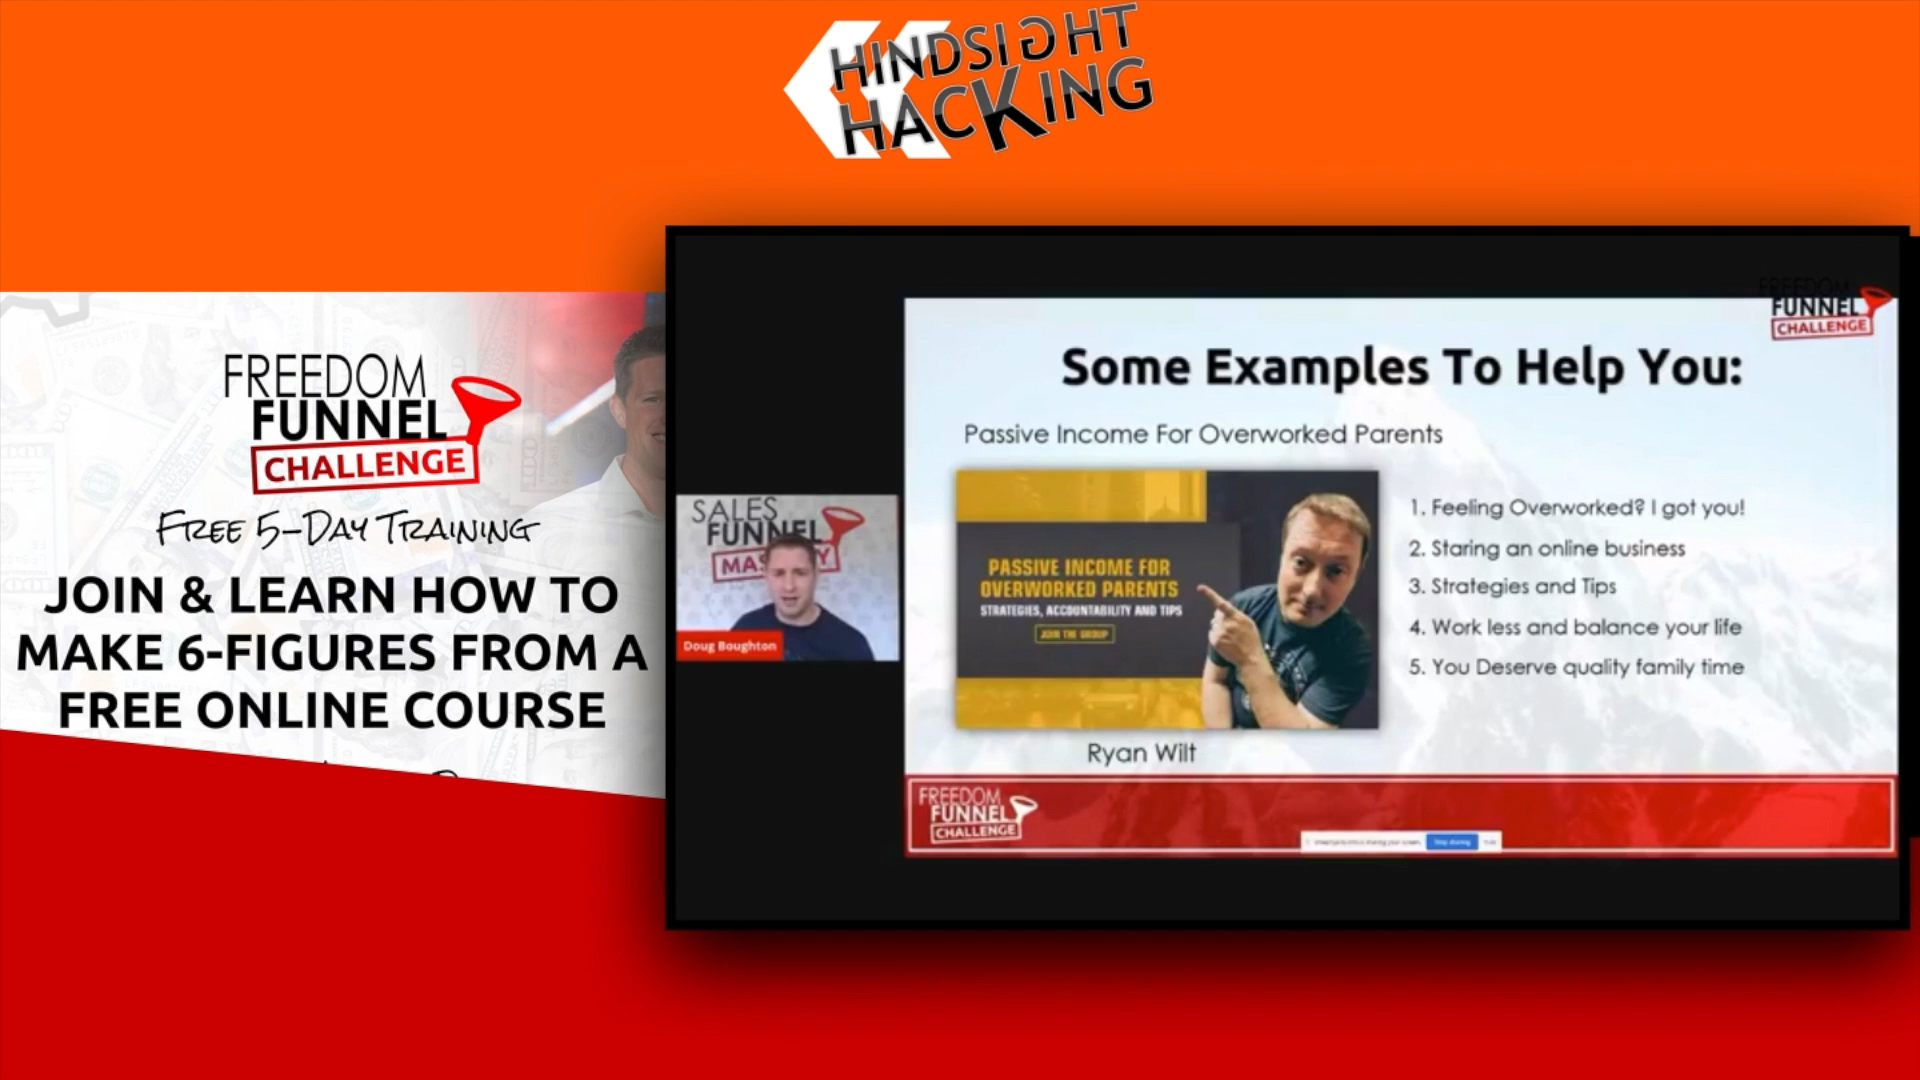 HINDSIGHT
HACKING
FREEDOM
FUNNEL
CHALLENGE
FREE 5-DAY TRAINING
JOIN & LEARN HOW TO
MAKE 6-FIGURES FROM A
FREE ONLINE COURSE
SALES
FUNNEL
Doug Boughton
FREEDOM
FUNNEL
CHALLENGE
Some Examples To Help You:
Passive Income For Overworked Parents
PASSIVE INCOME FOR
OVERWORKED PARENTS
STRATEGIES, ACCOUNTABILITY AND TIPS
JOIN THE GROUP
Ryan Wilt
1. Feeling Overworked? I got you!
2. Staring an online business
3. Strategies and Tips
4. Work less and balance your life
5. You Deserve quality family time
FREEDOM
FUNNEL
CHALLENGE
Stop sharing